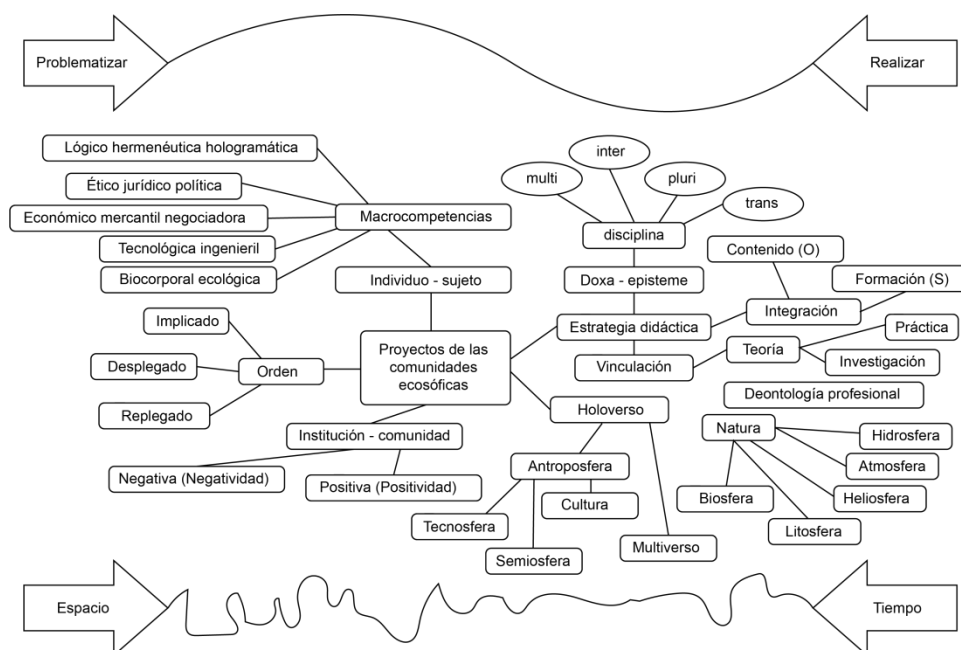 Problematizar
Realizar
Lógico hermenéutica hologramática
Ético jurídico política
Económico mercantil negociadora
Tecnológica ingenieril
Biocorporal ecológica
Macrocompetencias
Individuo - sujeto
inter
multi
pluri
trans
disciplina
Doxa - episteme
Estrategia didáctica
Vinculación
Contenido (O)
Formación (S)
Integración
Teoría
Práctica
Investigación
Deontología profesional
Implicado
Desplegado
Replegado
Orden
Proyectos de las
comunidades
ecosóficas
Institución - comunidad
Negativa (Negatividad)
Positiva (Positividad)
Holoverso
Antroposfera
Cultura
Tecnosfera
Semiosfera
Multiverso
Natura
Hidrosfera
Atmosfera
Heliosfera
Biosfera
Litosfera
Espacio
Tiempo